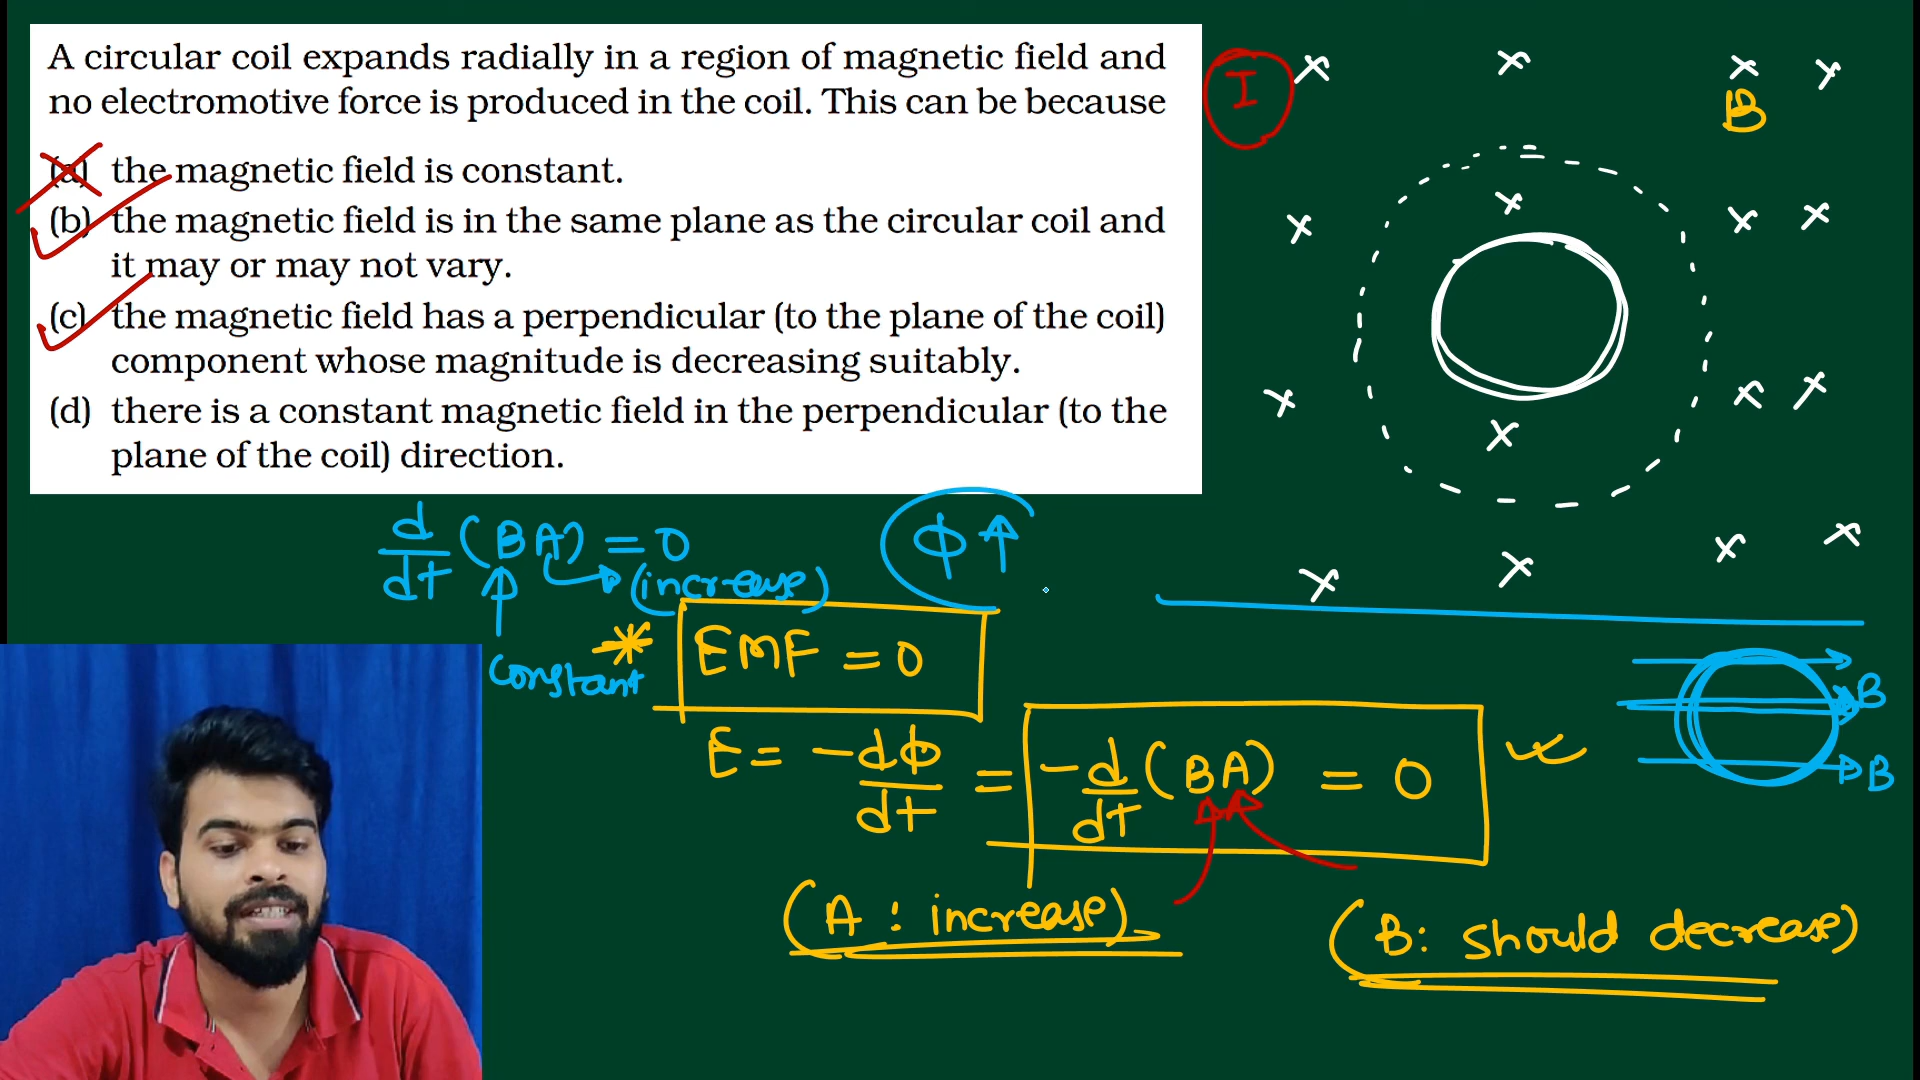 A circular coil expands radially in a region of magnetic field and
no electromotive force is produced in the coil. This can be because
(a) the magnetic field is constant.
(b) the magnetic field is in the same plane as the circular coil and
it may or may not vary.
(c) the magnetic field has a perpendicular (to the plane of the coil)
component whose magnitude is decreasing suitably.
(d) there is a constant magnetic field in the perpendicular (to the
plane of the coil) direction.
I
B
d/dt (BA) = 0
(increase)
constant
ϕ↑
* EMF = 0
E = -dϕ/dt = -d/dt (BA) = 0
(A : increase)
(B: should decrease)
B
B